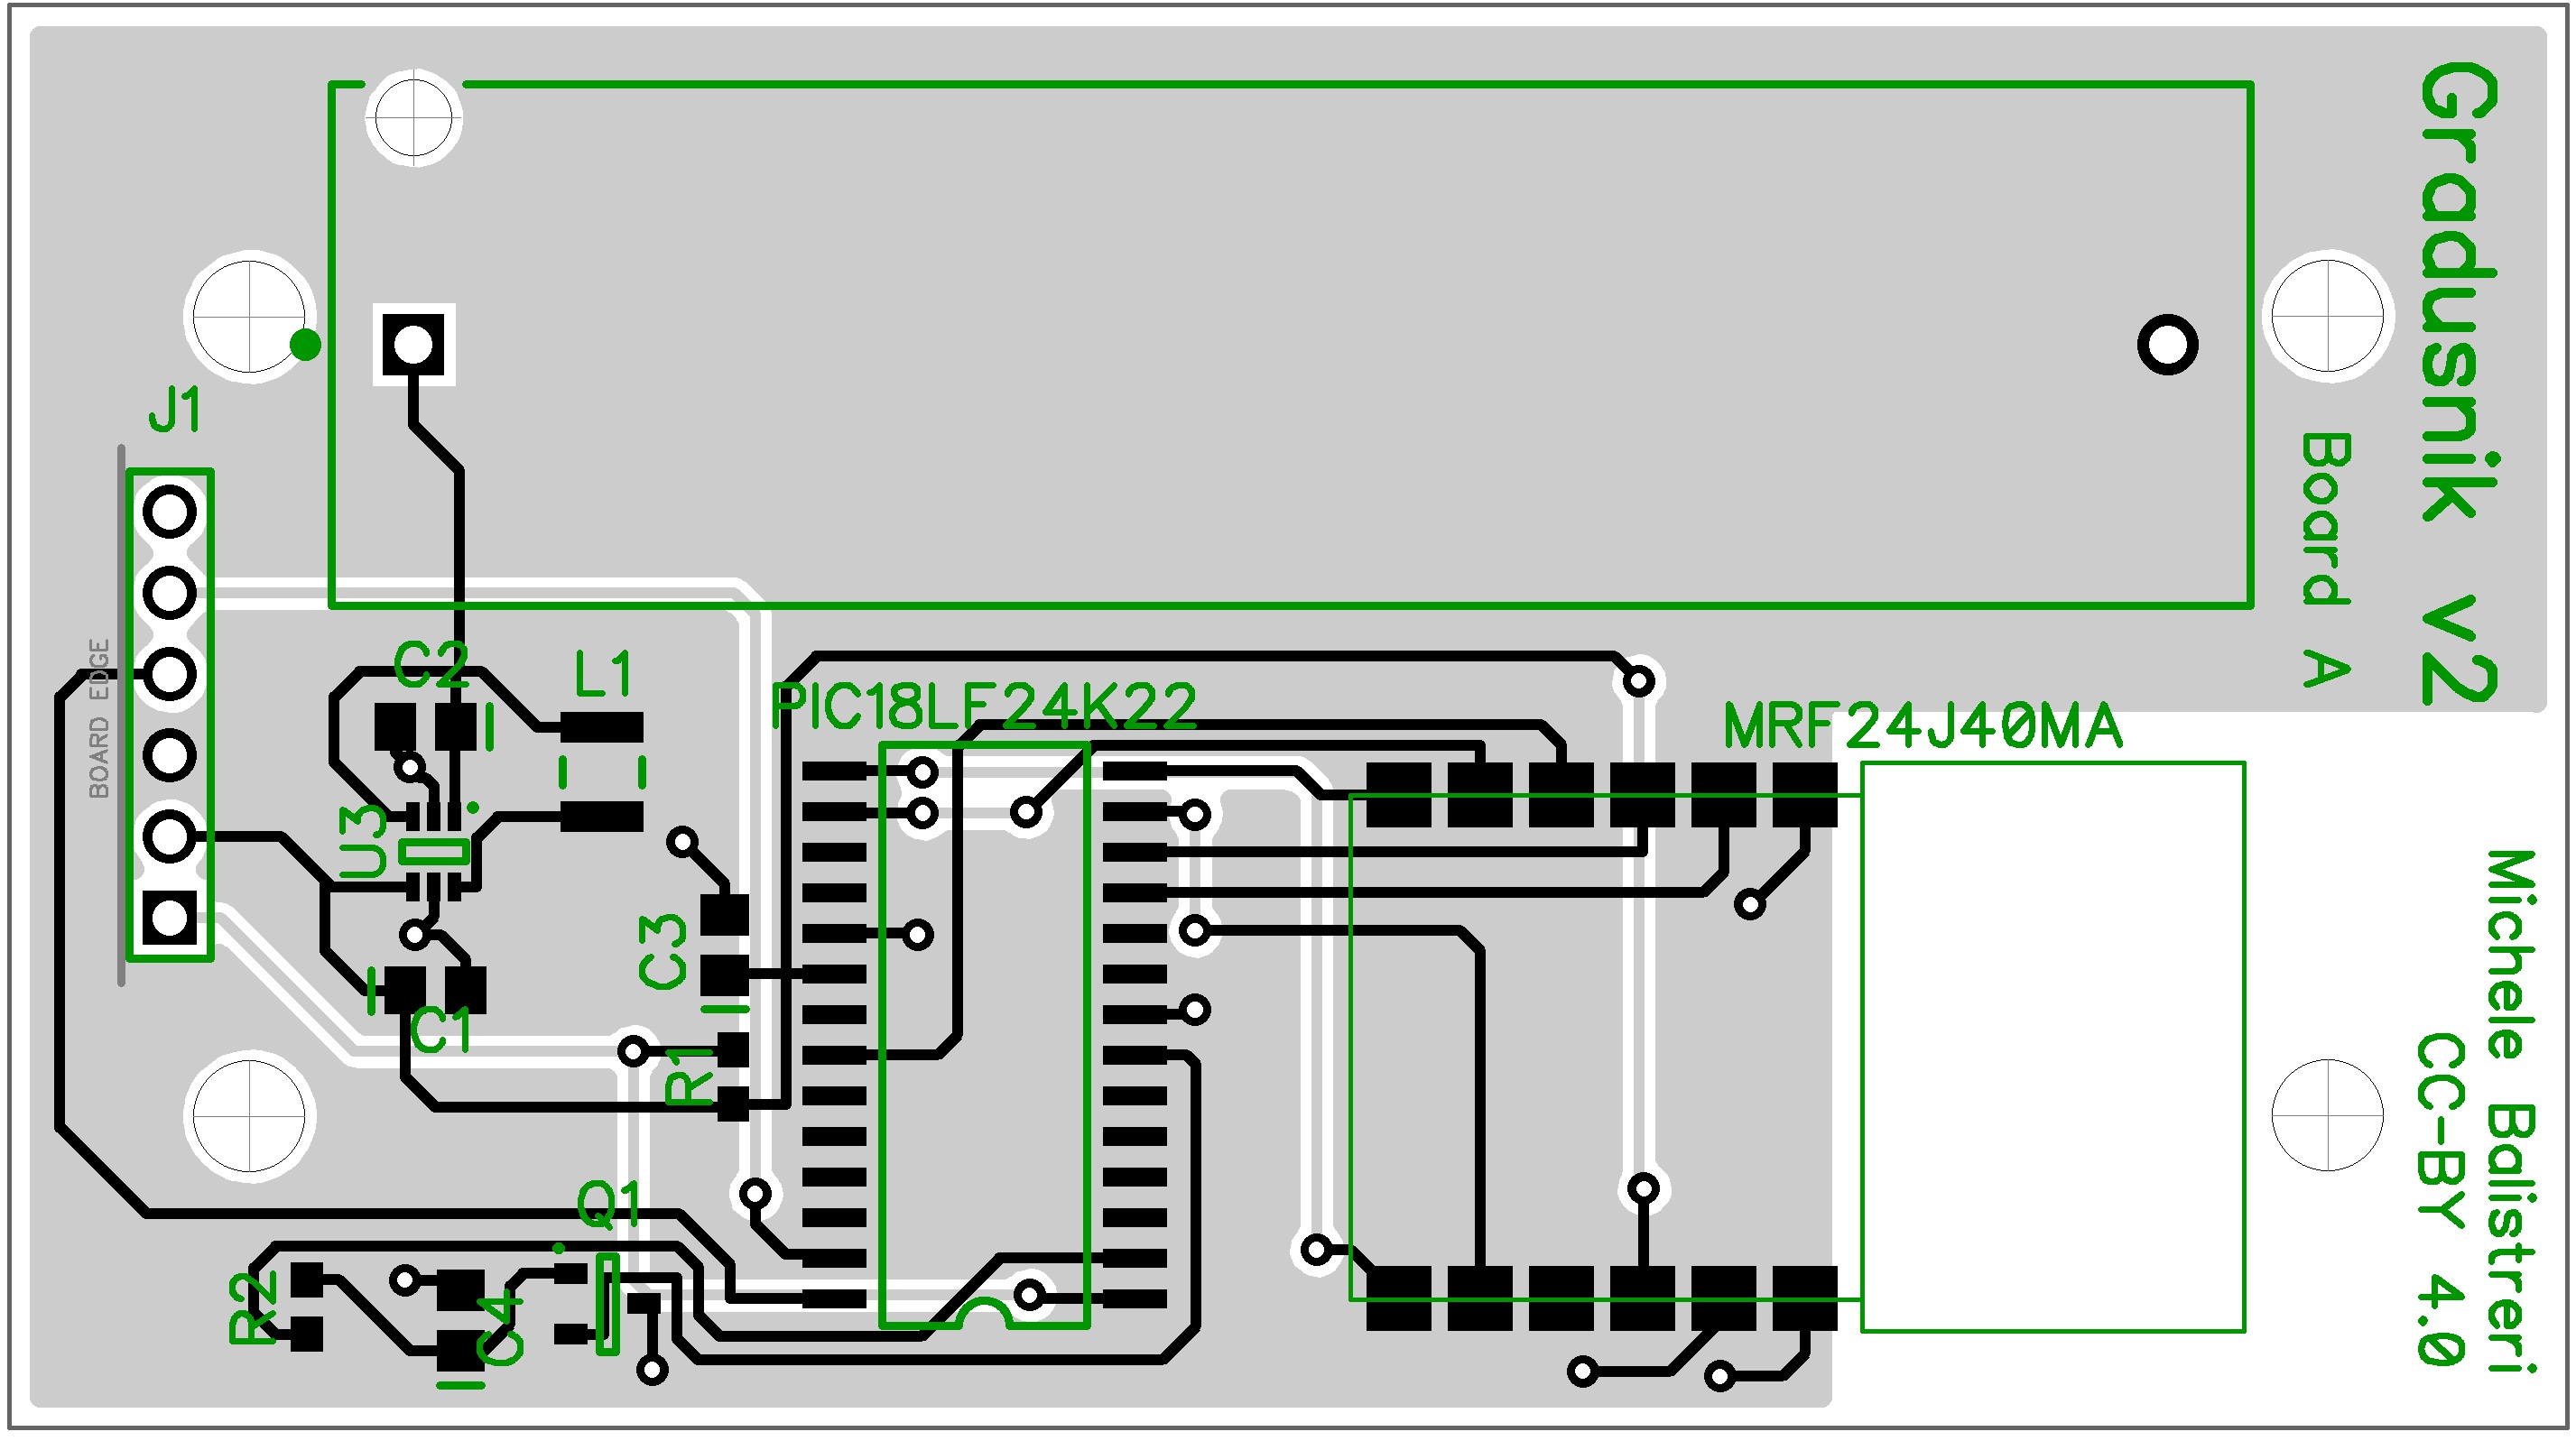 Gradusnik v2
Board A
J1
BOARD EDGE
C2
L1
PIC18LF24K22
MRF24J40MA
U3
C3
C1
R1
Q1
R2
C4
Michele Balistreri
CC-BY 4.0